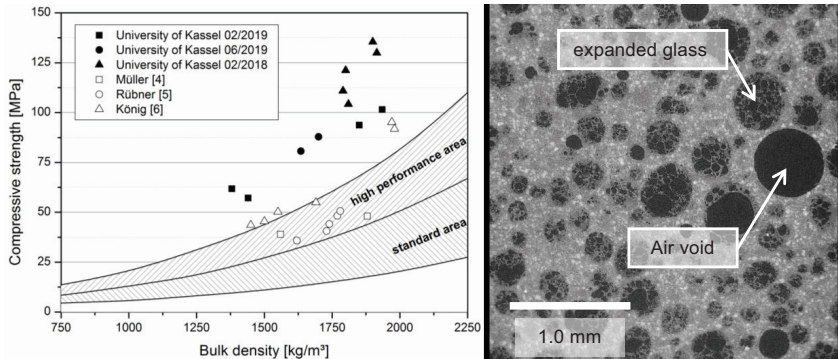 150
125
100
75
50
25
0
Compressive strength [MPa]
University of Kassel 02/2019
University of Kassel 06/2019
University of Kassel 02/2018
Müller [4]
Rübner [5]
König [6]
high performance area
standard area
750
1000
1250
1500
1750
2000
2250
Bulk density [kg/m³]
expanded glass
Air void
1.0 mm